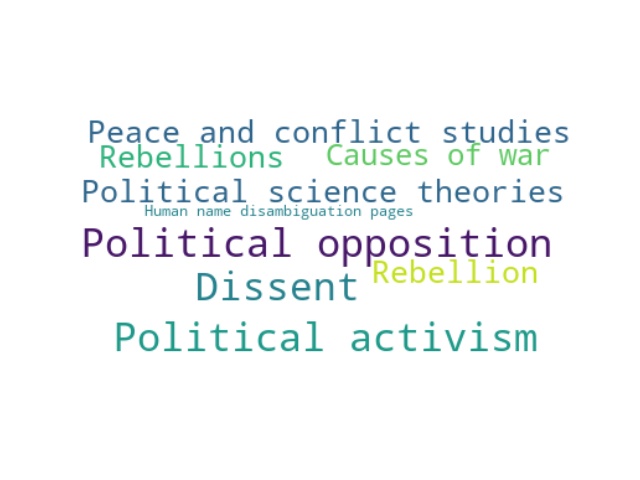 Peace and conflict studies
Rebellions
Causes of war
Political science theories
Human name disambiguation pages
Political opposition
Rebellion
Dissent
Political activism